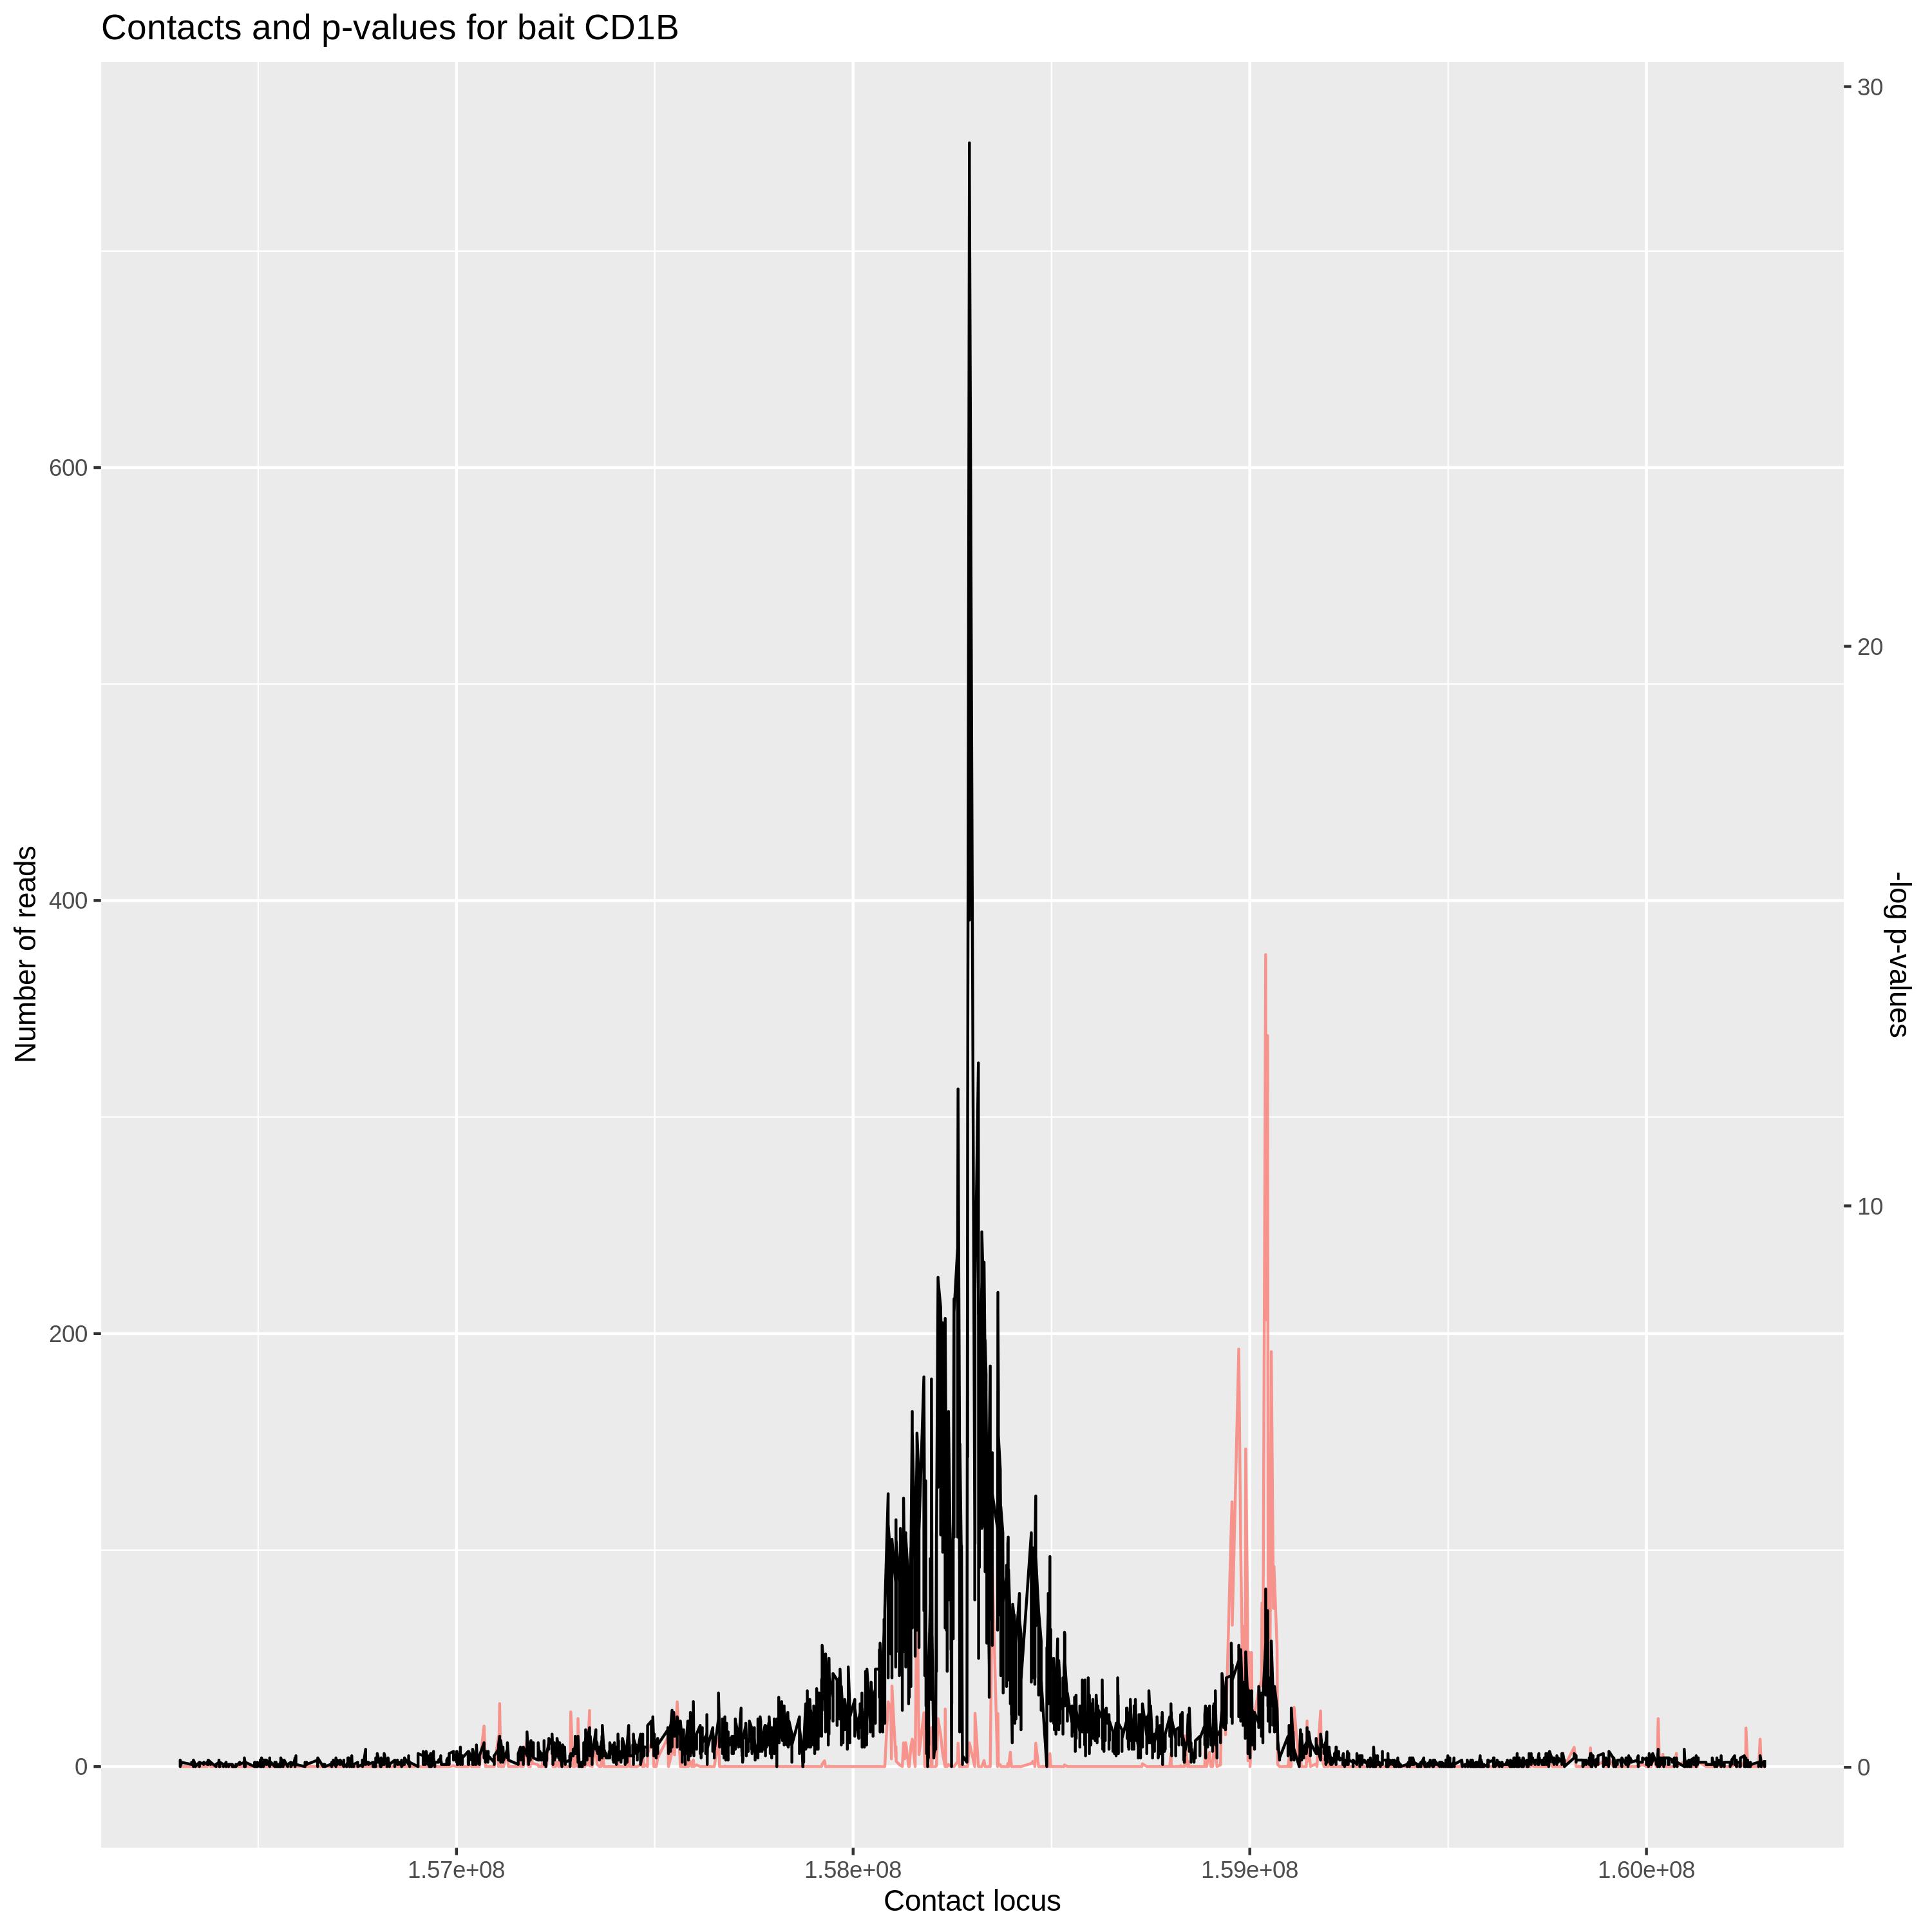 Contacts and p-values for bait CD1B
Number of reads
600
400
200
0
30
20
10
0
-log p-values
1.57e+08
1.58e+08
1.59e+08
1.60e+08
Contact locus